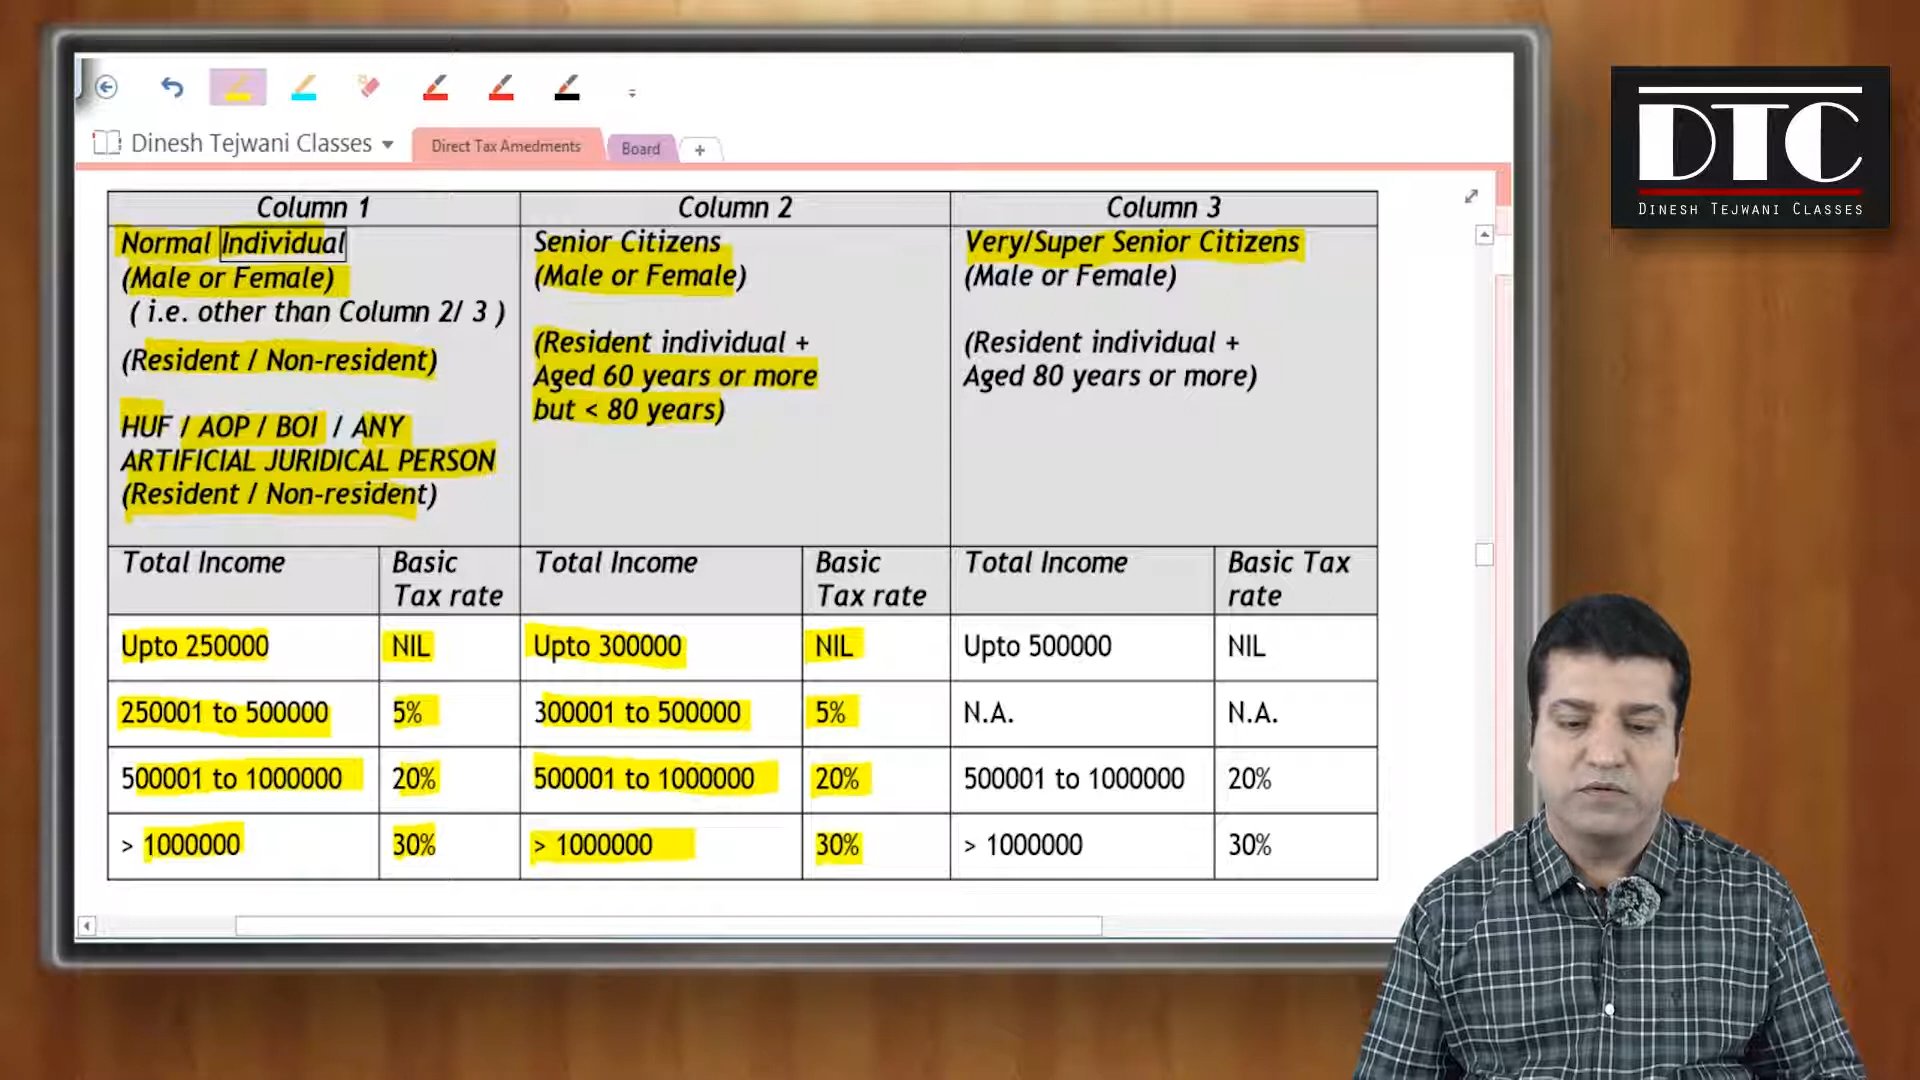 DTC
DINESH TEJWANI CLASSES
Dinesh Tejwani Classes
Direct Tax Amedments
Board
+
Column 1
Column 2
Column 3
Normal Individual
(Male or Female)
( i.e. other than Column 2/ 3 )
(Resident / Non-resident)
HUF / AOP / BOI / ANY
ARTIFICIAL JURIDICAL PERSON
(Resident / Non-resident)
Senior Citizens
(Male or Female)
(Resident individual +
Aged 60 years or more
but < 80 years)
Very/Super Senior Citizens
(Male or Female)
(Resident individual +
Aged 80 years or more)
Total Income
Basic
Tax rate
Total Income
Basic
Tax rate
Total Income
Basic Tax
rate
Upto 250000
NIL
Upto 300000
NIL
Upto 500000
NIL
250001 to 500000
5%
300001 to 500000
5%
N.A.
N.A.
500001 to 1000000
20%
500001 to 1000000
20%
500001 to 1000000
20%
> 1000000
30%
> 1000000
30%
> 1000000
30%